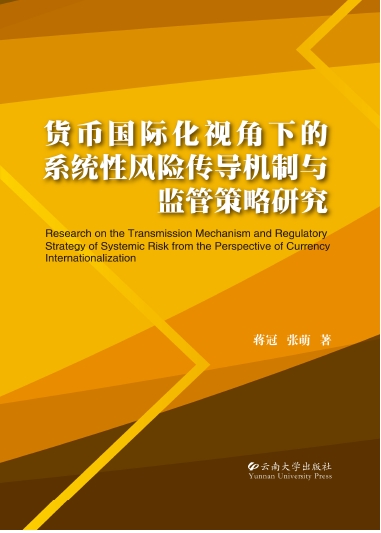 货币国际化视角下的
系统性风险传导机制与
监管策略研究
Research on the Transmission Mechanism and Regulatory
Strategy of Systemic Risk from the Perspective of Currency
Internationalization
蒋冠 张萌 著
云南大学出版社
Yunnan University Press